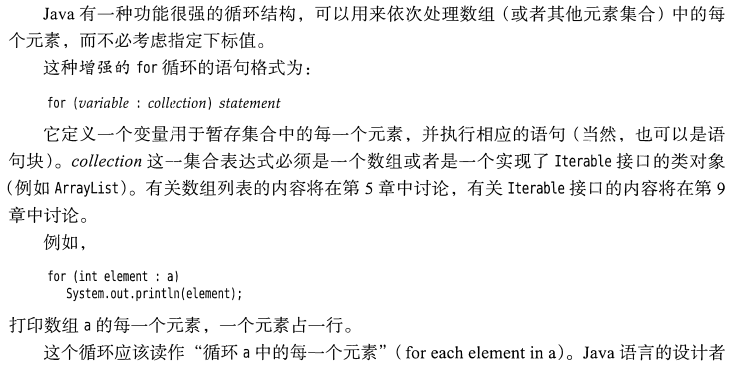 Java 有一种功能很强的循环结构，可以用来依次处理数组（或者其他元素集合）中的每
个元素，而不必考虑指定下标值。
这种增强的 for 循环的语句格式为：
for (variable : collection) statement
它定义一个变量用于暂存集合中的每一个元素，并执行相应的语句（当然，也可以是语
句块）。collection 这一集合表达式必须是一个数组或者是一个实现了 Iterable 接口的类对象
（例如 ArrayList）。有关数组列表的内容将在第 5 章中讨论，有关 Iterable 接口的内容将在第 9
章中讨论。
例如，
for (int element : a)
System.out.println(element);
打印数组 a 的每一个元素，一个元素占一行。
这个循环应该读作“循环 a 中的每一个元素”（for each element in a）。Java 语言的设计者